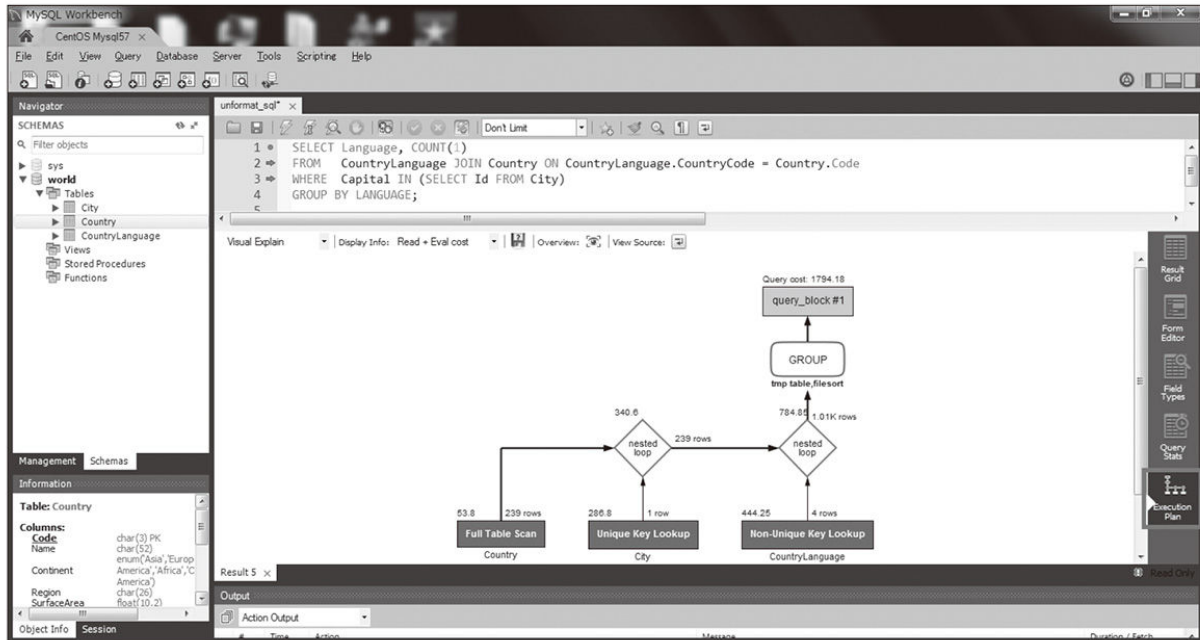 MySQL Workbench
CentOS Mysql57 ×
File Edit View Query Database Server Tools Scripting Help
Navigator
SCHEMAS
Filter objects
sys
world
Tables
City
Country
CountryLanguage
Views
Stored Procedures
Functions
Management Schemas
Information
Table: Country
Columns:
Code char(3) PK
Name char(52)
enum('Asia','Europ
Continent America','Africa','C
America')
Region char(26)
SurfaceArea float(10,2)
Object Info Session
unformat_sql* ×
Don't Limit
1 SELECT Language, COUNT(1)
2 FROM CountryLanguage JOIN Country ON CountryLanguage.CountryCode = Country.Code
3 WHERE Capital IN (SELECT Id FROM City)
4 GROUP BY LANGUAGE;
5
Visual Explain Display Info: Read + Eval cost Overview: View Source:
Query cost: 1794.18
query_block #1
GROUP
tmp table,filesort
340.6
784.85 1.01K rows
nested
loop
239 rows
nested
loop
53.8 239 rows
286.8 1 row
444.25 4 rows
Full Table Scan
Unique Key Lookup
Non-Unique Key Lookup
Country
City
CountryLanguage
Result
Grid
Form
Editor
Field
Types
Query
Stats
Execution
Plan
Result 5 ×
Read Only
Output
Action Output
# Time Action Message Duration / Fetch